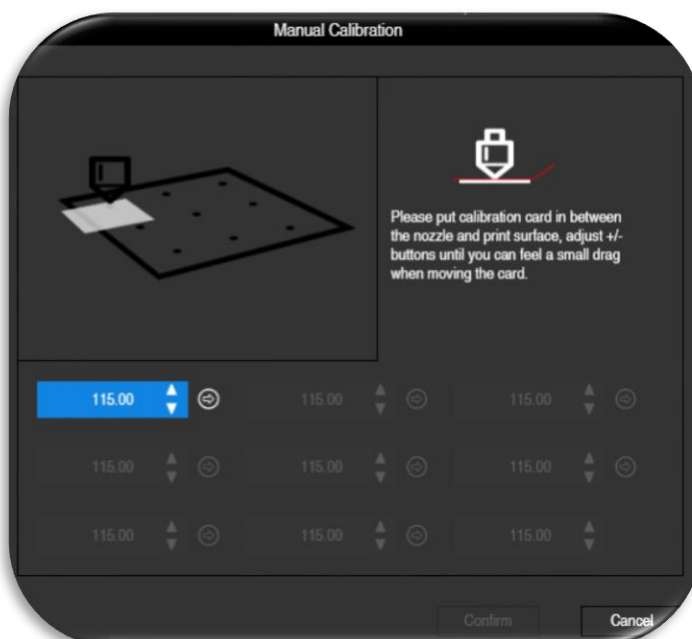 Manual Calibration
Please put calibration card in between
the nozzle and print surface, adjust +/-
buttons until you can feel a small drag
when moving the card.
115.00 115.00 115.00
115.00 115.00 115.00
115.00 115.00 115.00
Confirm Cancel